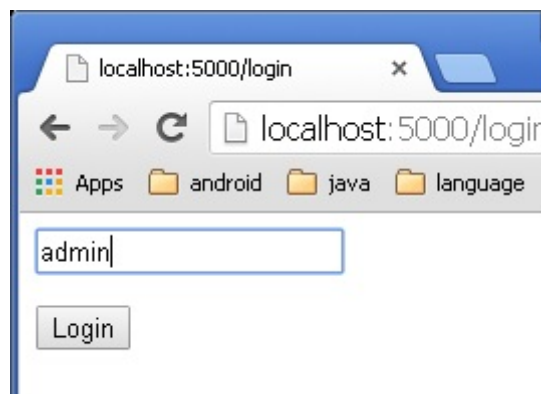 localhost:5000/login
localhost:5000/login
Apps android java language
admin
Login